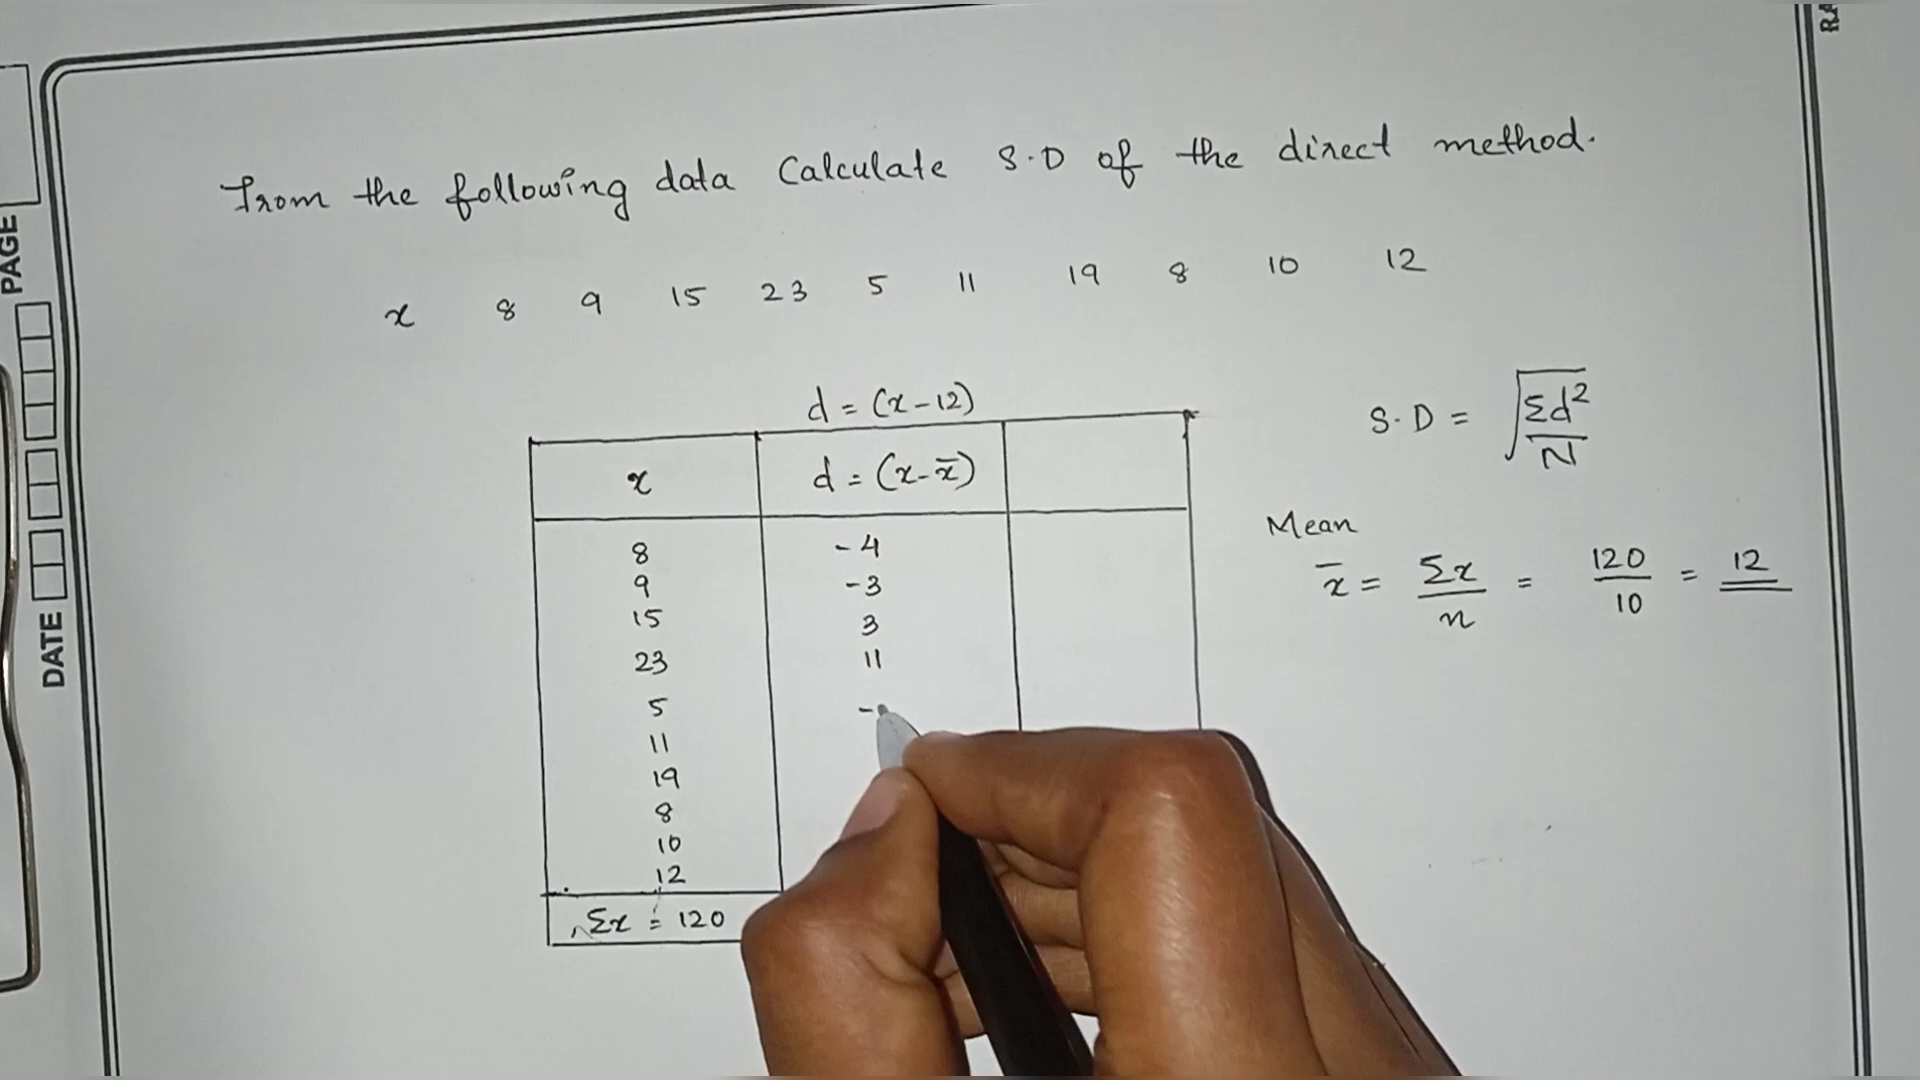 PAGE
DATE
From the following data Calculate S.D of the direct method.
x 8 9 15 23 5 11 19 8 10 12
d = (x-12)
x d = (x-x̄)
8 -4
9 -3
15 3
23 11
5 -
11
19
8
10
12
Σx = 120
S.D = √Σd²/N
Mean
x̄ = Σx/n = 120/10 = 12